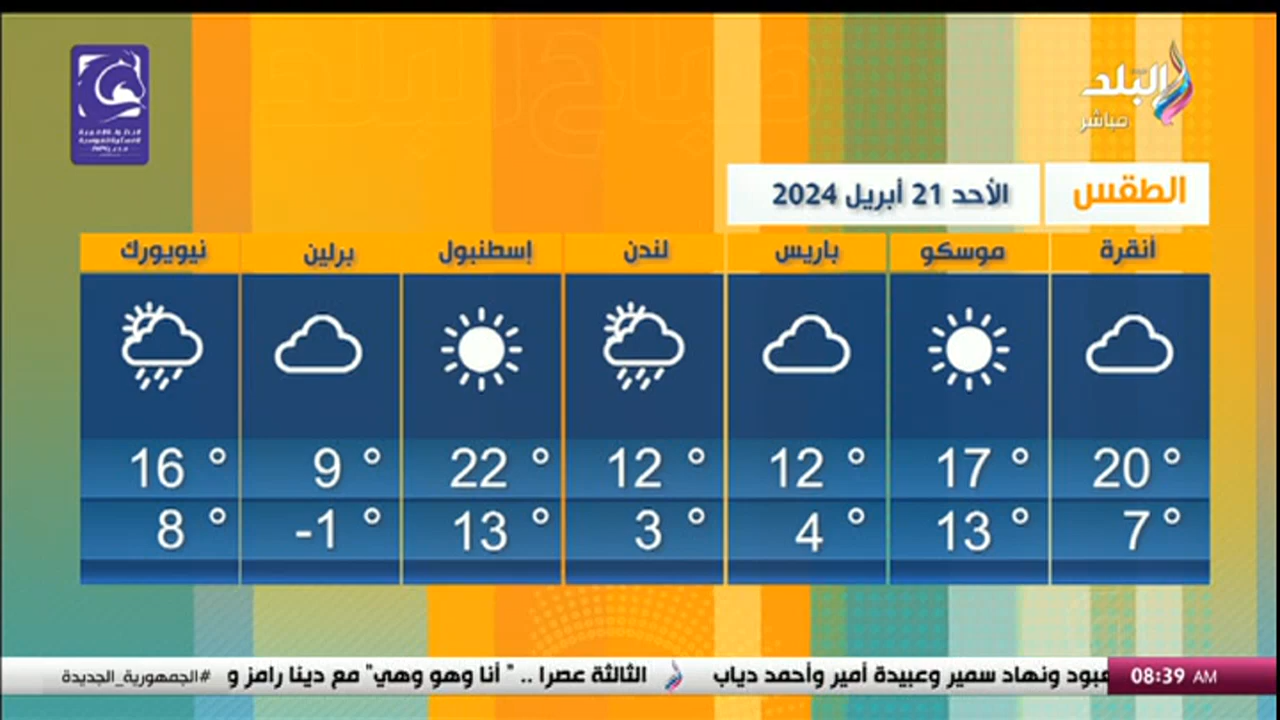 البلد
مباشر
الطقس
الأحد 21 أبريل 2024
أنقرة موسكو باريس لندن إسطنبول برلين نيويورك
20° 17° 12° 12° 22° 9° 16°
7° 13° 4° 3° 13° -1° 8°
08:39 AM
عبود ونهاد سمير وعبيدة أمير وأحمد دياب الثالثة عصرا .. " أنا وهو وهي" مع دينا رامز و
#الجمهورية_الجديدة